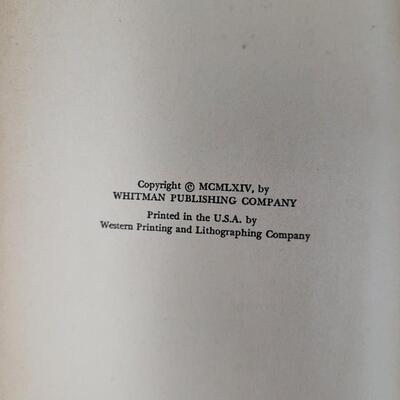 Copyright © MCMLXIV, by
WHITMAN PUBLISHING COMPANY
Printed in the U.S.A. by
Western Printing and Lithographing Company